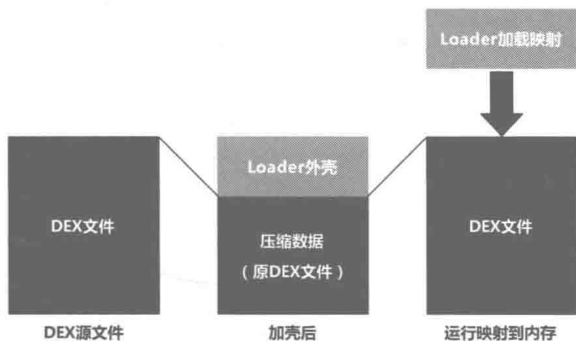 Loader加载映射
Loader外壳
DEX文件
压缩数据
（原DEX文件）
DEX文件
DEX源文件
加壳后
运行映射到内存